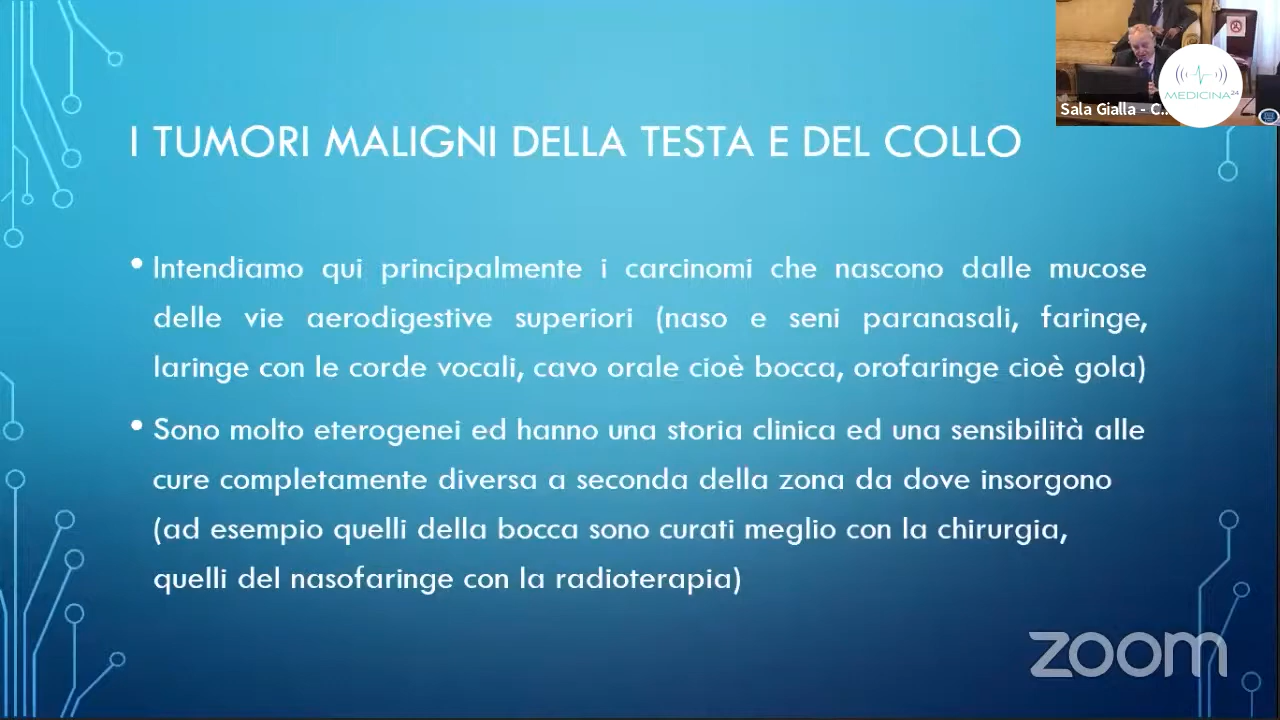 Sala Gialla - C...
MEDICINA24
I TUMORI MALIGNI DELLA TESTA E DEL COLLO
• Intendiamo qui principalmente i carcinomi che nascono dalle mucose
delle vie aerodigestive superiori (naso e seni paranasali, faringe,
laringe con le corde vocali, cavo orale cioè bocca, orofaringe cioè gola)
• Sono molto eterogenei ed hanno una storia clinica ed una sensibilità alle
cure completamente diversa a seconda della zona da dove insorgono
(ad esempio quelli della bocca sono curati meglio con la chirurgia,
quelli del nasofaringe con la radioterapia)
zoom